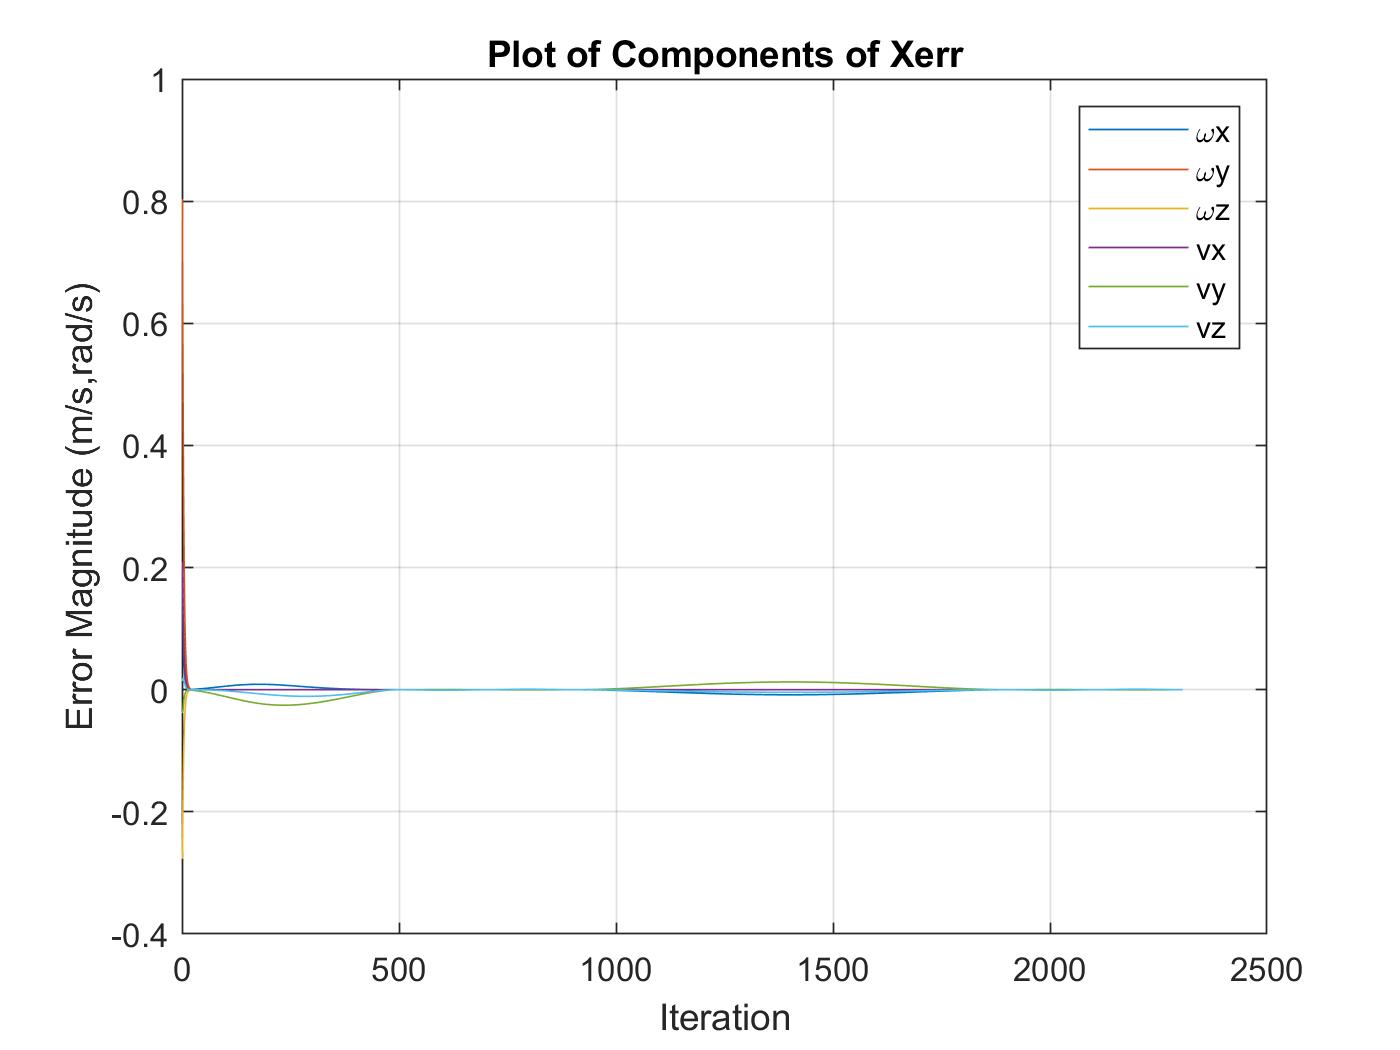 Plot of Components of Xerr
1
0.8
0.6
0.4
0.2
0
-0.2
-0.4
Error Magnitude (m/s,rad/s)
ωx
ωy
ωz
vx
vy
vz
0 500 1000 1500 2000 2500
Iteration